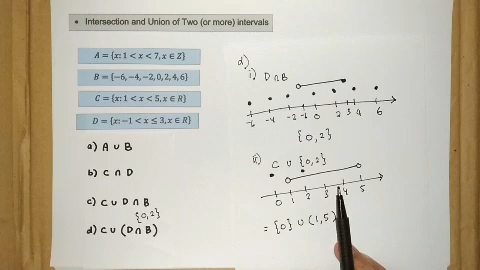 • Intersection and Union of Two (or more) intervals
A = {x: 1 < x < 7, x ∈ Z}
B = {−6, −4, −2, 0, 2, 4, 6}
C = {x: 1 < x < 5, x ∈ R}
D = {x: −1 < x ≤ 3, x ∈ R}
a) A ∪ B
b) C ∩ D
c) C ∪ D ∩ B
{0,2}
d) C ∪ (D ∩ B)
d)
i) D ∩ B
-6 -4 -2 -1 0 2 3 4 6
{0,2}
ii) C ∪ {0,2}
0 1 2 3 4 5
= {0} ∪ (1,5)